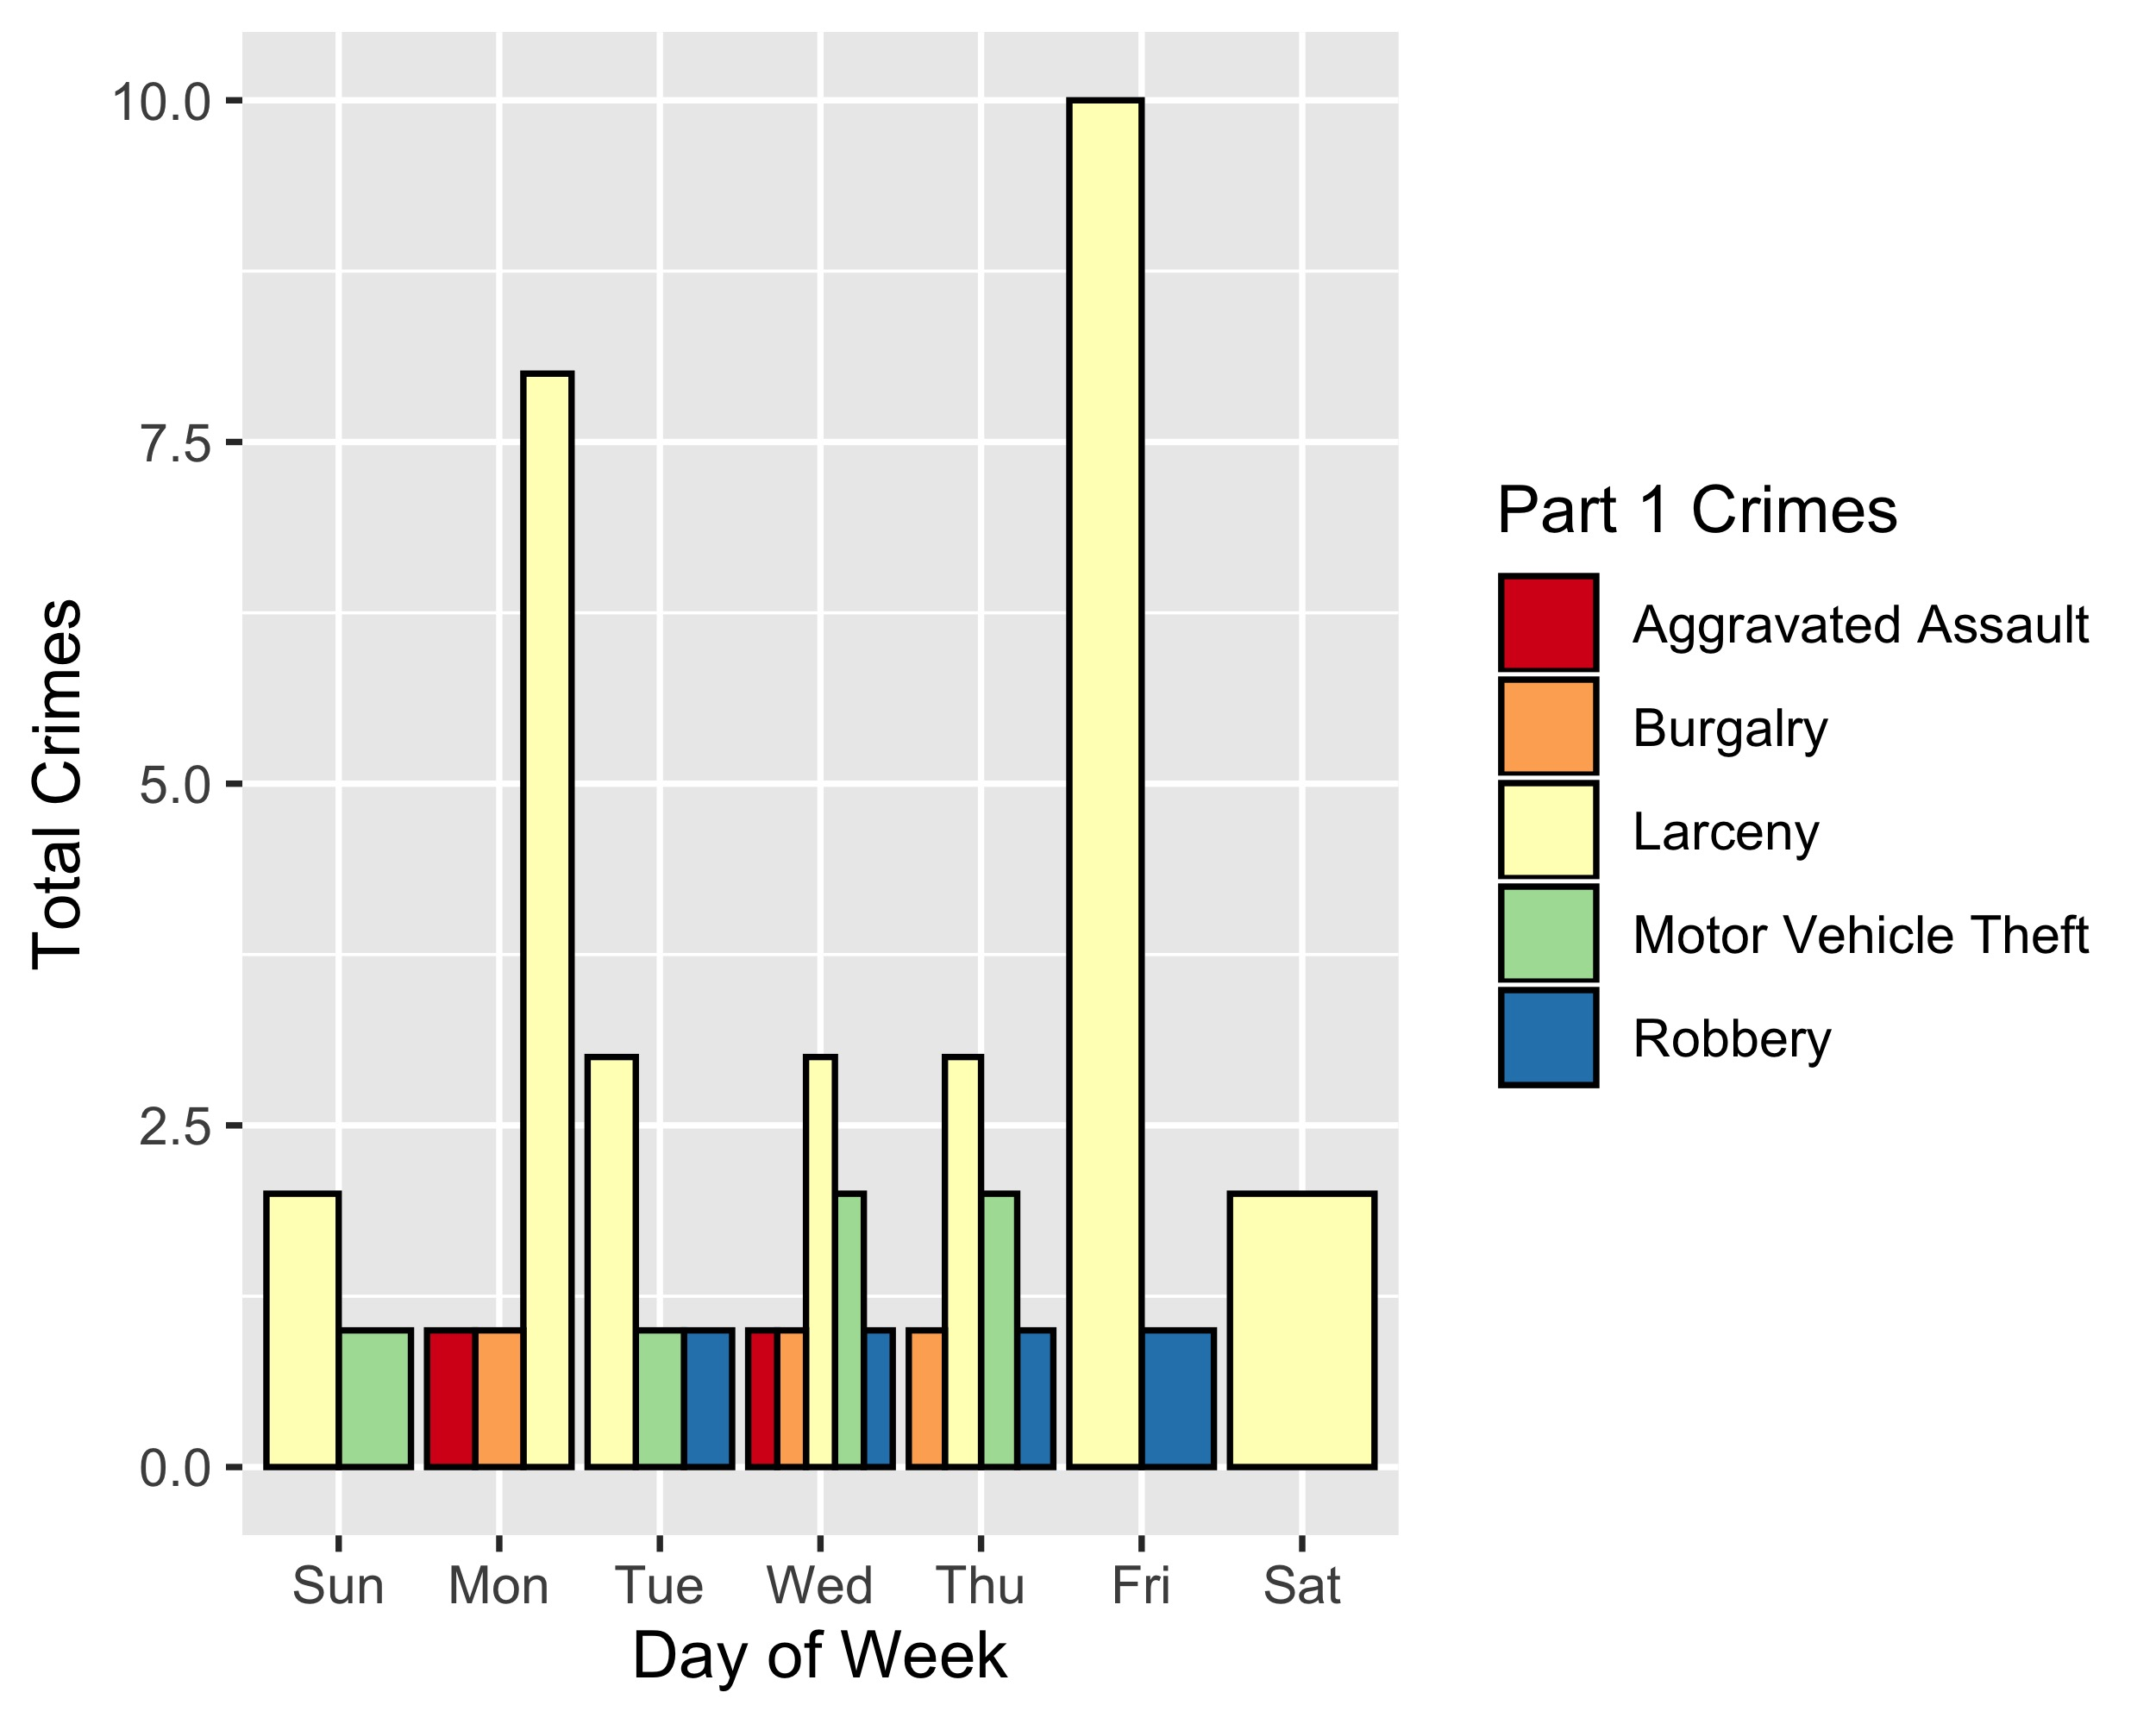 Total Crimes
10.0
7.5
5.0
2.5
0.0
Sun Mon Tue Wed Thu Fri Sat
Day of Week
Part 1 Crimes
Aggravated Assault
Burgalry
Larceny
Motor Vehicle Theft
Robbery